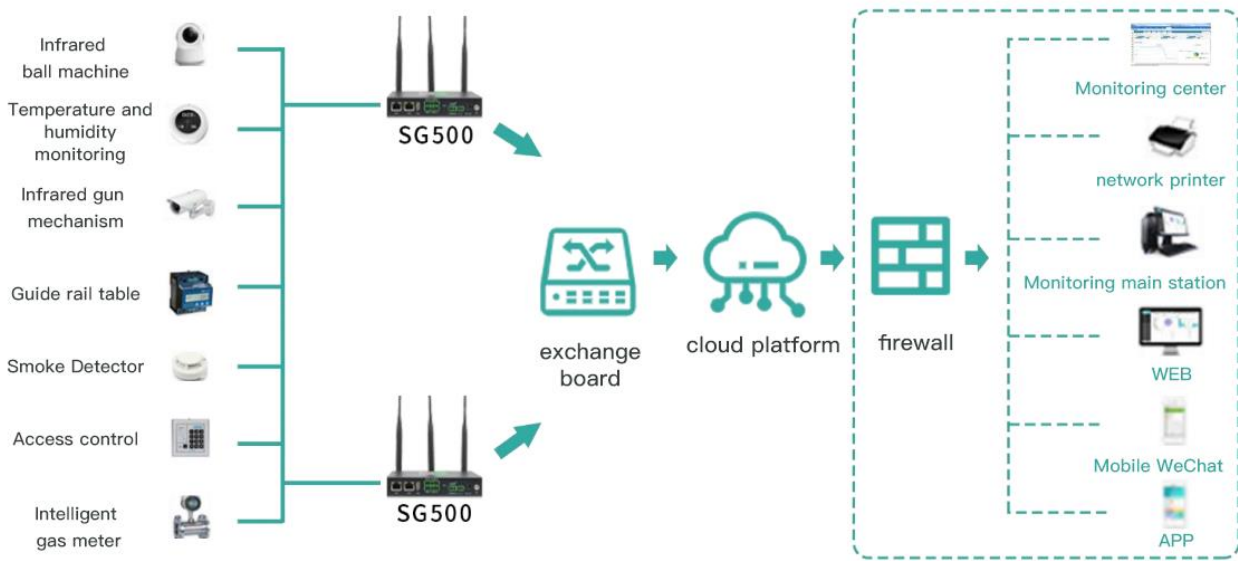 Infrared
ball machine
Temperature and
humidity
monitoring
Infrared gun
mechanism
Guide rail table
Smoke Detector
Access control
Intelligent
gas meter
SG500
SG500
exchange
board
cloud platform
firewall
Monitoring center
network printer
Monitoring main station
WEB
Mobile WeChat
APP